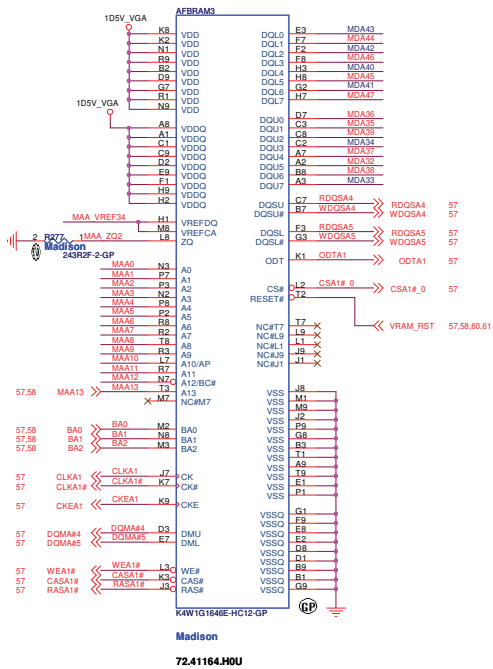 AFBRAM3
1D5V_VGA
K8 VDD DQL0 E3 MDA43
K2 VDD DQL1 F7 MDA44
N1 VDD DQL2 F2 MDA42
R9 VDD DQL3 F8 MDA46
B2 VDD DQL4 H3 MDA40
D9 VDD DQL5 H8 MDA45
G7 VDD DQL6 G2 MDA41
R1 VDD DQL7 H7 MDA47
N9 VDD
1D5V_VGA
DQU0 D7 MDA36
A8 VDDQ DQU1 C3 MDA35
A1 VDDQ DQU2 C8 MDA39
C1 VDDQ DQU3 C2 MDA34
C9 VDDQ DQU4 A7 MDA37
D2 VDDQ DQU5 A2 MDA32
E9 VDDQ DQU6 B8 MDA38
F1 VDDQ DQU7 A3 MDA33
H9 VDDQ
H2 VDDQ DQSU C7 RDQSA4 RDQSA4 57
DQSU# B7 WDQSA4 WDQSA4 57
MAA_VREF34 H1 VREFDQ
M8 VREFCA DQSL F3 RDQSA5 RDQSA5 57
2 R277 1 MAA_ZQ2 L8 ZQ DQSL# G3 WDQSA5 WDQSA5 57
Madison
243R2F-2-GP
ODT K1 ODTA1 ODTA1 57
MAA0 N3 A0
MAA1 P7 A1
MAA2 P3 A2 CS# L2 CSA1#_0 CSA1#_0 57
MAA3 N2 A3 RESET# T2
MAA4 P8 A4
MAA5 P2 A5
MAA6 R8 A6 VRAM_RST 57,58,60,61
MAA7 R2 A7 NC#T7 T7
MAA8 T8 A8 NC#L9 L9
MAA9 R3 A9 NC#L1 L1
MAA10 L7 A10/AP NC#J9 J9
MAA11 R7 A11 NC#J1 J1
MAA12 N7 A12/BC#
57,58 MAA13 MAA13 T3 A13 VSS J8
M7 NC#M7 VSS M1
VSS M9
VSS J2
57,58 BA0 BA0 M2 BA0 VSS P9
57,58 BA1 BA1 N8 BA1 VSS G8
57,58 BA2 BA2 M3 BA2 VSS B3
VSS T1
VSS A9
57 CLKA1 CLKA1 J7 CK VSS T9
57 CLKA1# CLKA1# K7 CK# VSS E1
VSS P1
57 CKEA1 CKEA1 K9 CKE
VSSQ G1
VSSQ F9
57 DQMA#4 DQMA#4 D3 DMU VSSQ E8
57 DQMA#5 DQMA#5 E7 DML VSSQ E2
VSSQ D8
VSSQ D1
57 WEA1# WEA1# L3 WE# VSSQ B9
57 CASA1# CASA1# K3 CAS# VSSQ B1
57 RASA1# RASA1# J3 RAS# VSSQ G9
GP
K4W1G1646E-HC12-GP
Madison
72.41164.H0U